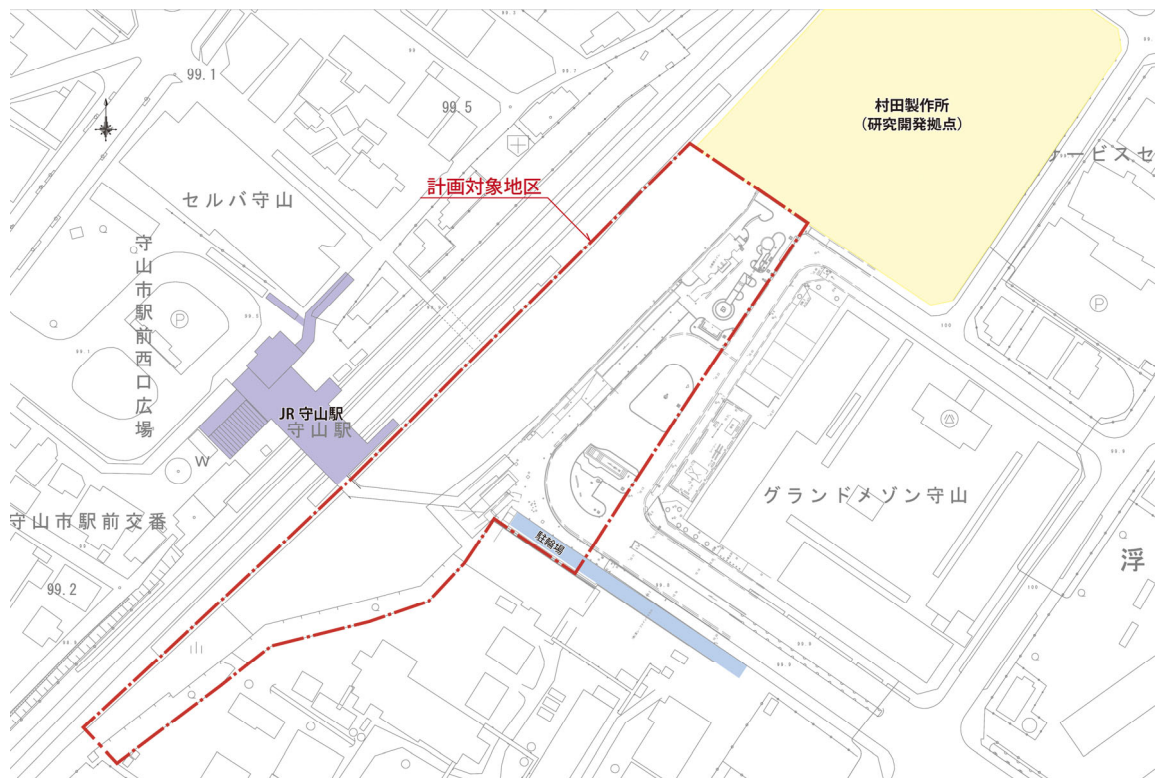 99.1
99.5
村田製作所
(研究開発拠点)
ービスセ
計画対象地区
セルバ守山
守山市駅前西口広場
P
P
JR 守山駅
守山駅
W
グランドメゾン守山
守山市駅前交番
駐輪場
浮
99.2